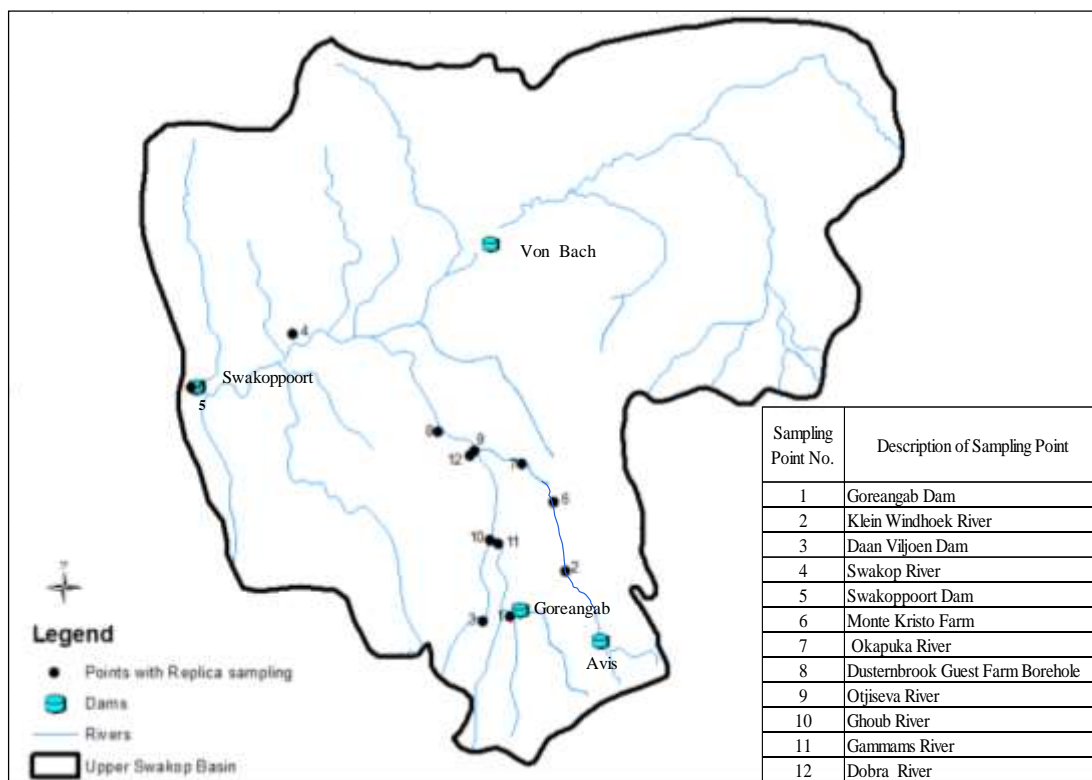 Von Bach
4
Swakoppoort
5
8
9
12
7
6
10
11
2
Goreangab
3
1
Avis
Legend
Points with Replica sampling
Dams
Rivers
Upper Swakop Basin
Sampling Point No. Description of Sampling Point
1 Goreangab Dam
2 Klein Windhoek River
3 Daan Viljoen Dam
4 Swakop River
5 Swakoppoort Dam
6 Monte Kristo Farm
7 Okapuka River
8 Dusternbrook Guest Farm Borehole
9 Otjiseva River
10 Ghoub River
11 Gammams River
12 Dobra River